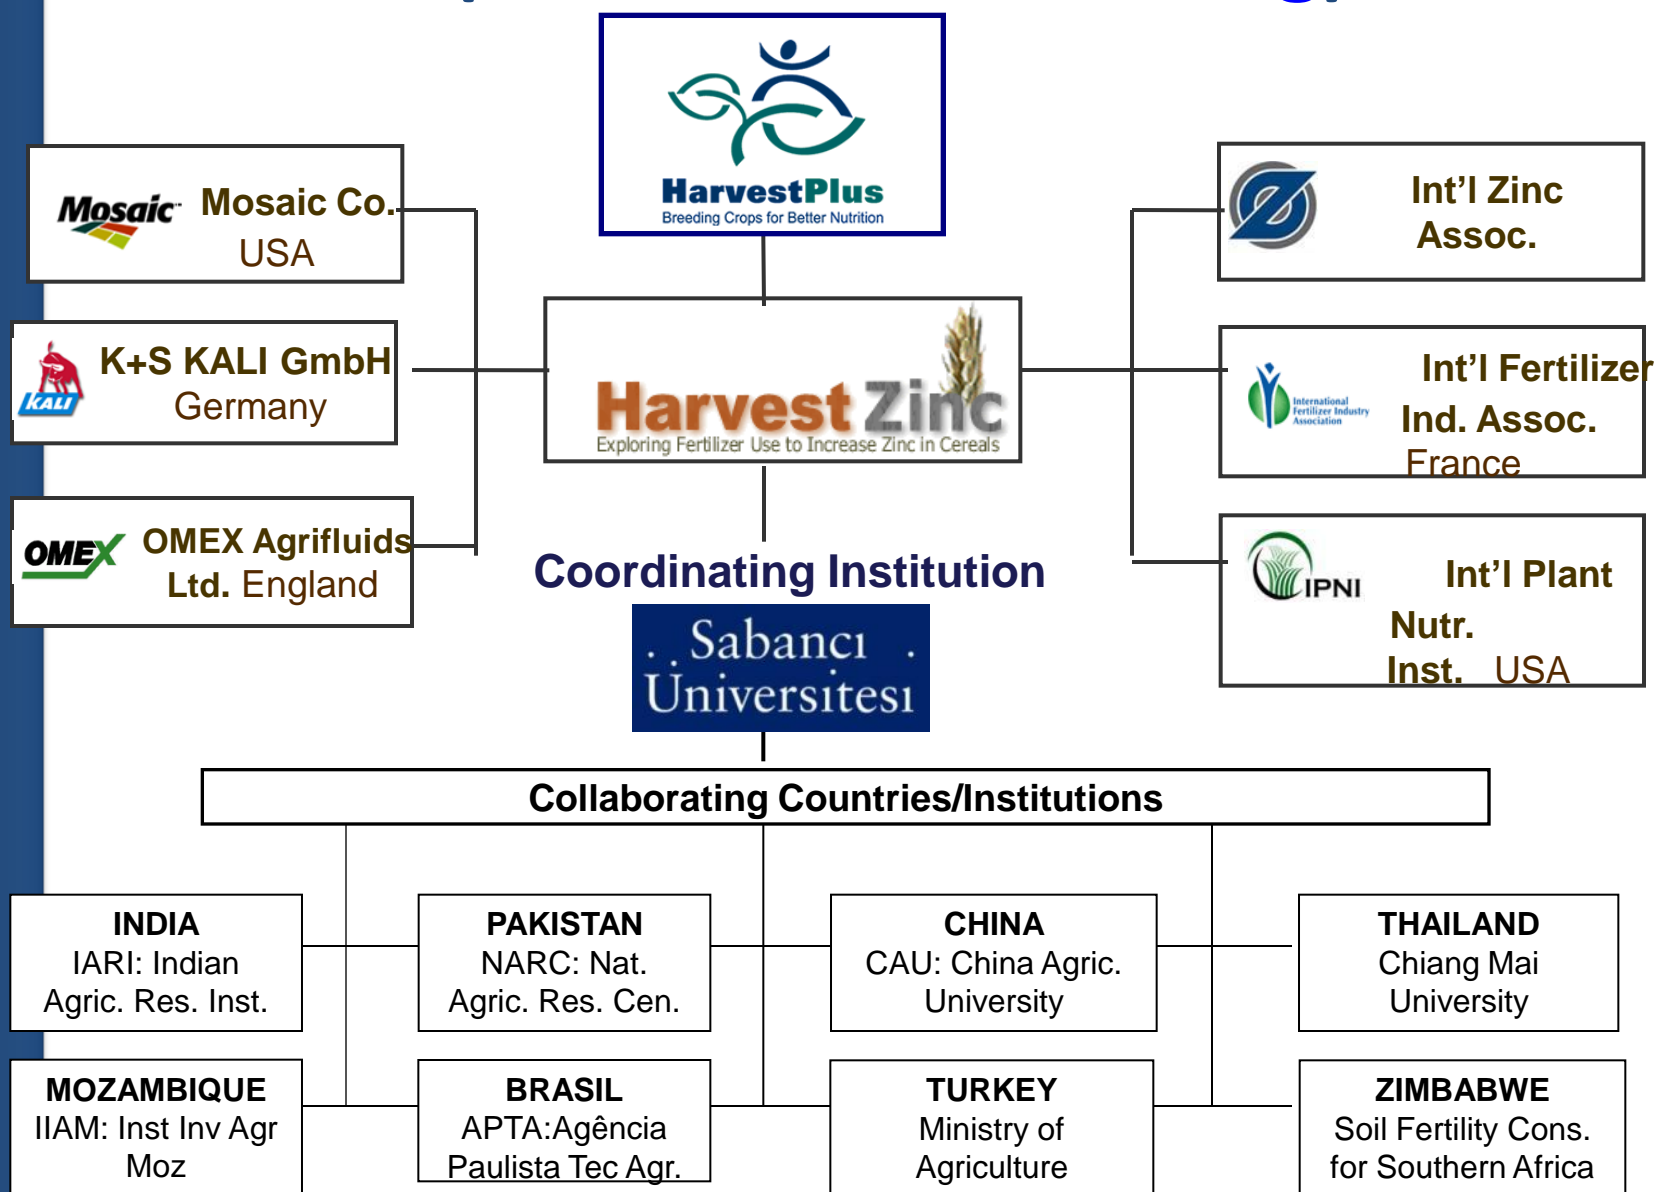 HarvestPlus
Breeding Crops for Better Nutrition
Mosaic
Mosaic Co.
USA
Int'l Zinc
Assoc.
KALI
K+S KALI GmbH
Germany
Harvest Zinc
Exploring Fertilizer Use to Increase Zinc in Cereals
International
Fertilizer Industry
Association
Int'l Fertilizer
Ind. Assoc.
France
OMEX
OMEX Agrifluids
Ltd. England
IPNI
Int'l Plant
Nutr.
Inst. USA
Coordinating Institution
. Sabancı .
Üniversitesi
Collaborating Countries/Institutions
INDIA
IARI: Indian
Agric. Res. Inst.
PAKISTAN
NARC: Nat.
Agric. Res. Cen.
CHINA
CAU: China Agric.
University
THAILAND
Chiang Mai
University
MOZAMBIQUE
IIAM: Inst Inv Agr
Moz
BRASIL
APTA:Agência
Paulista Tec Agr.
TURKEY
Ministry of
Agriculture
ZIMBABWE
Soil Fertility Cons.
for Southern Africa